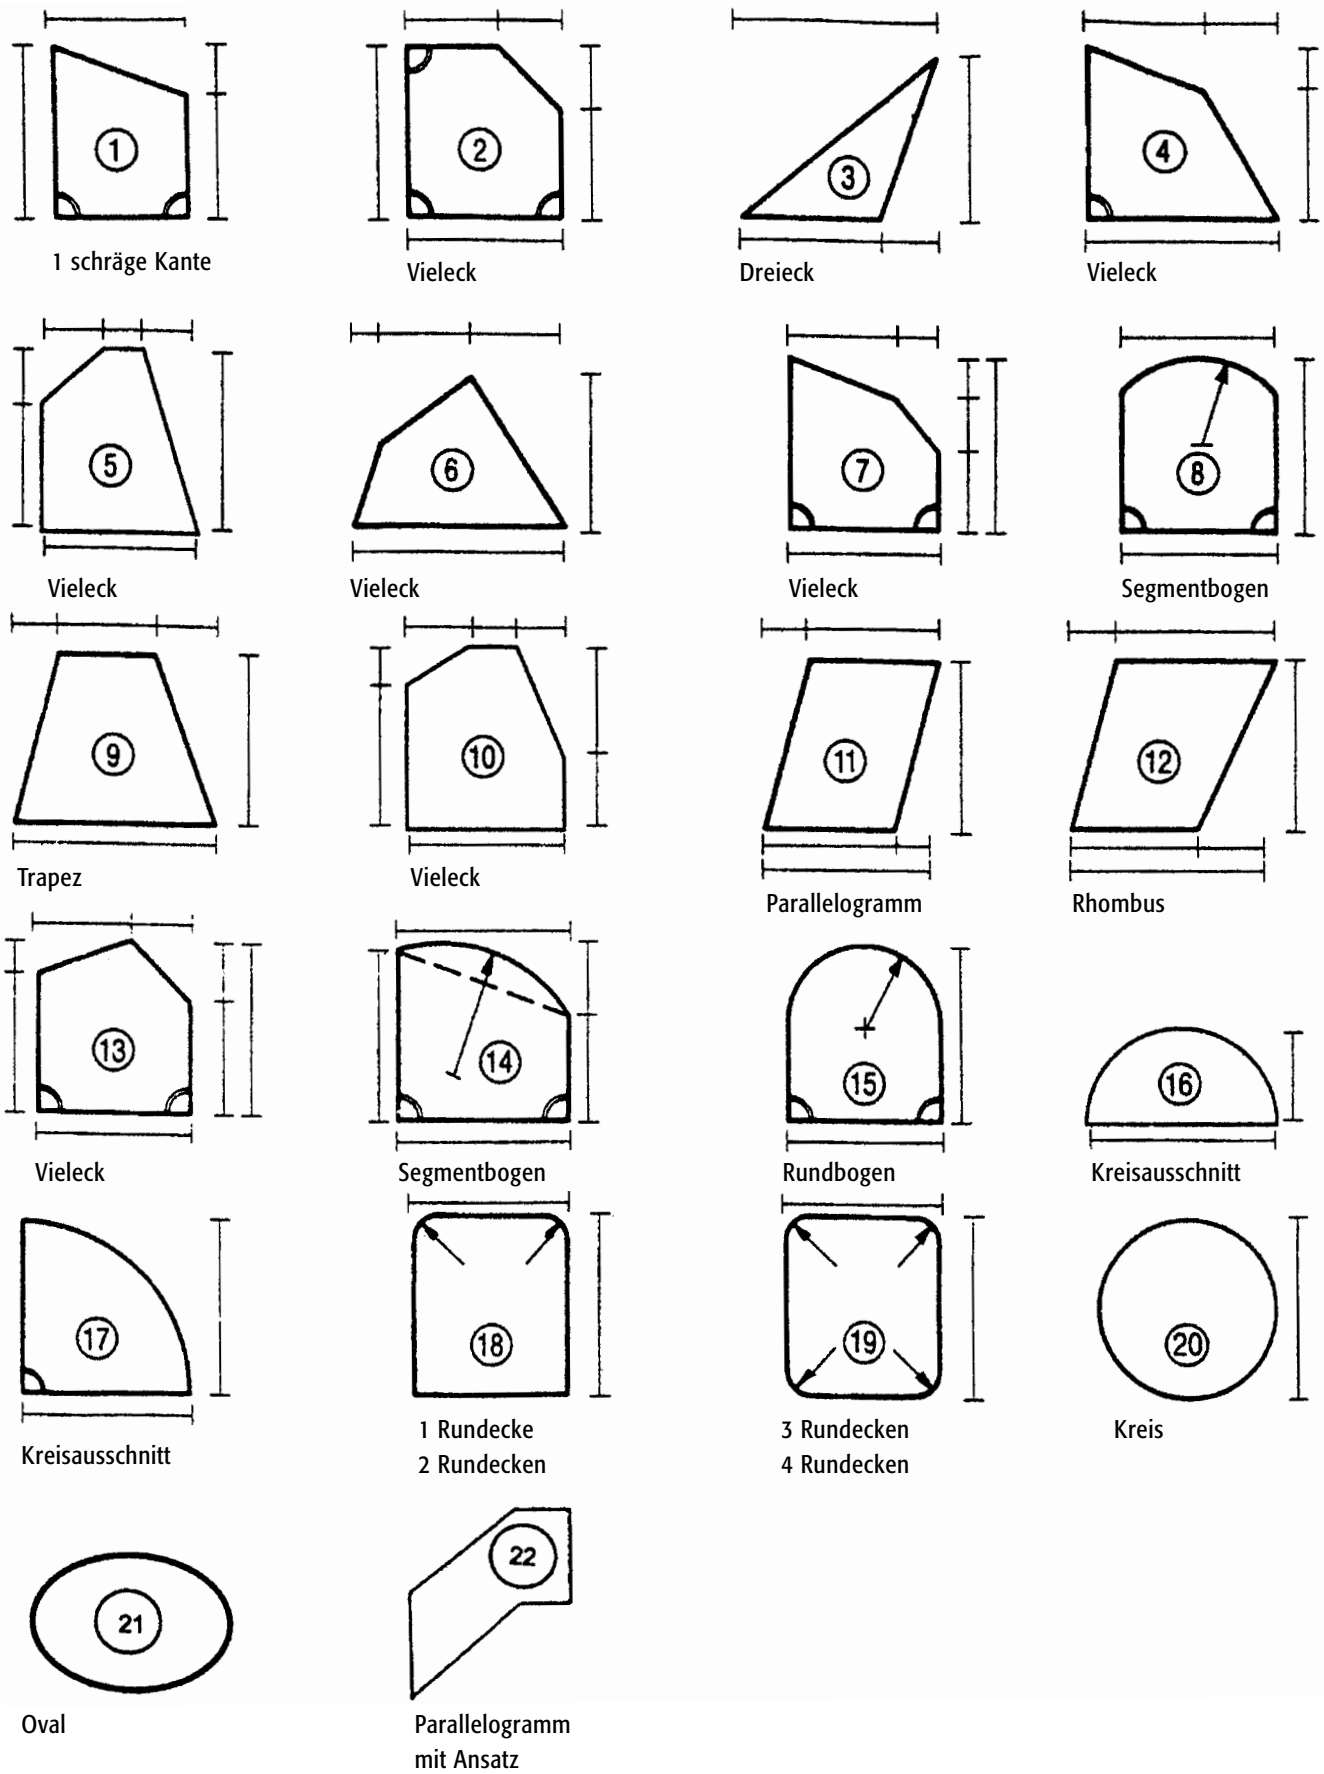 1
2
3
4
1 schräge Kante
Vieleck
Dreieck
Vieleck
5
6
7
8
Vieleck
Vieleck
Vieleck
Segmentbogen
9
10
11
12
Trapez
Vieleck
Parallelogramm
Rhombus
13
14
15
16
Vieleck
Segmentbogen
Rundbogen
Kreisausschnitt
17
18
19
20
Kreisausschnitt
1 Rundecke
2 Rundecken
3 Rundecken
4 Rundecken
Kreis
21
22
Oval
Parallelogramm
mit Ansatz